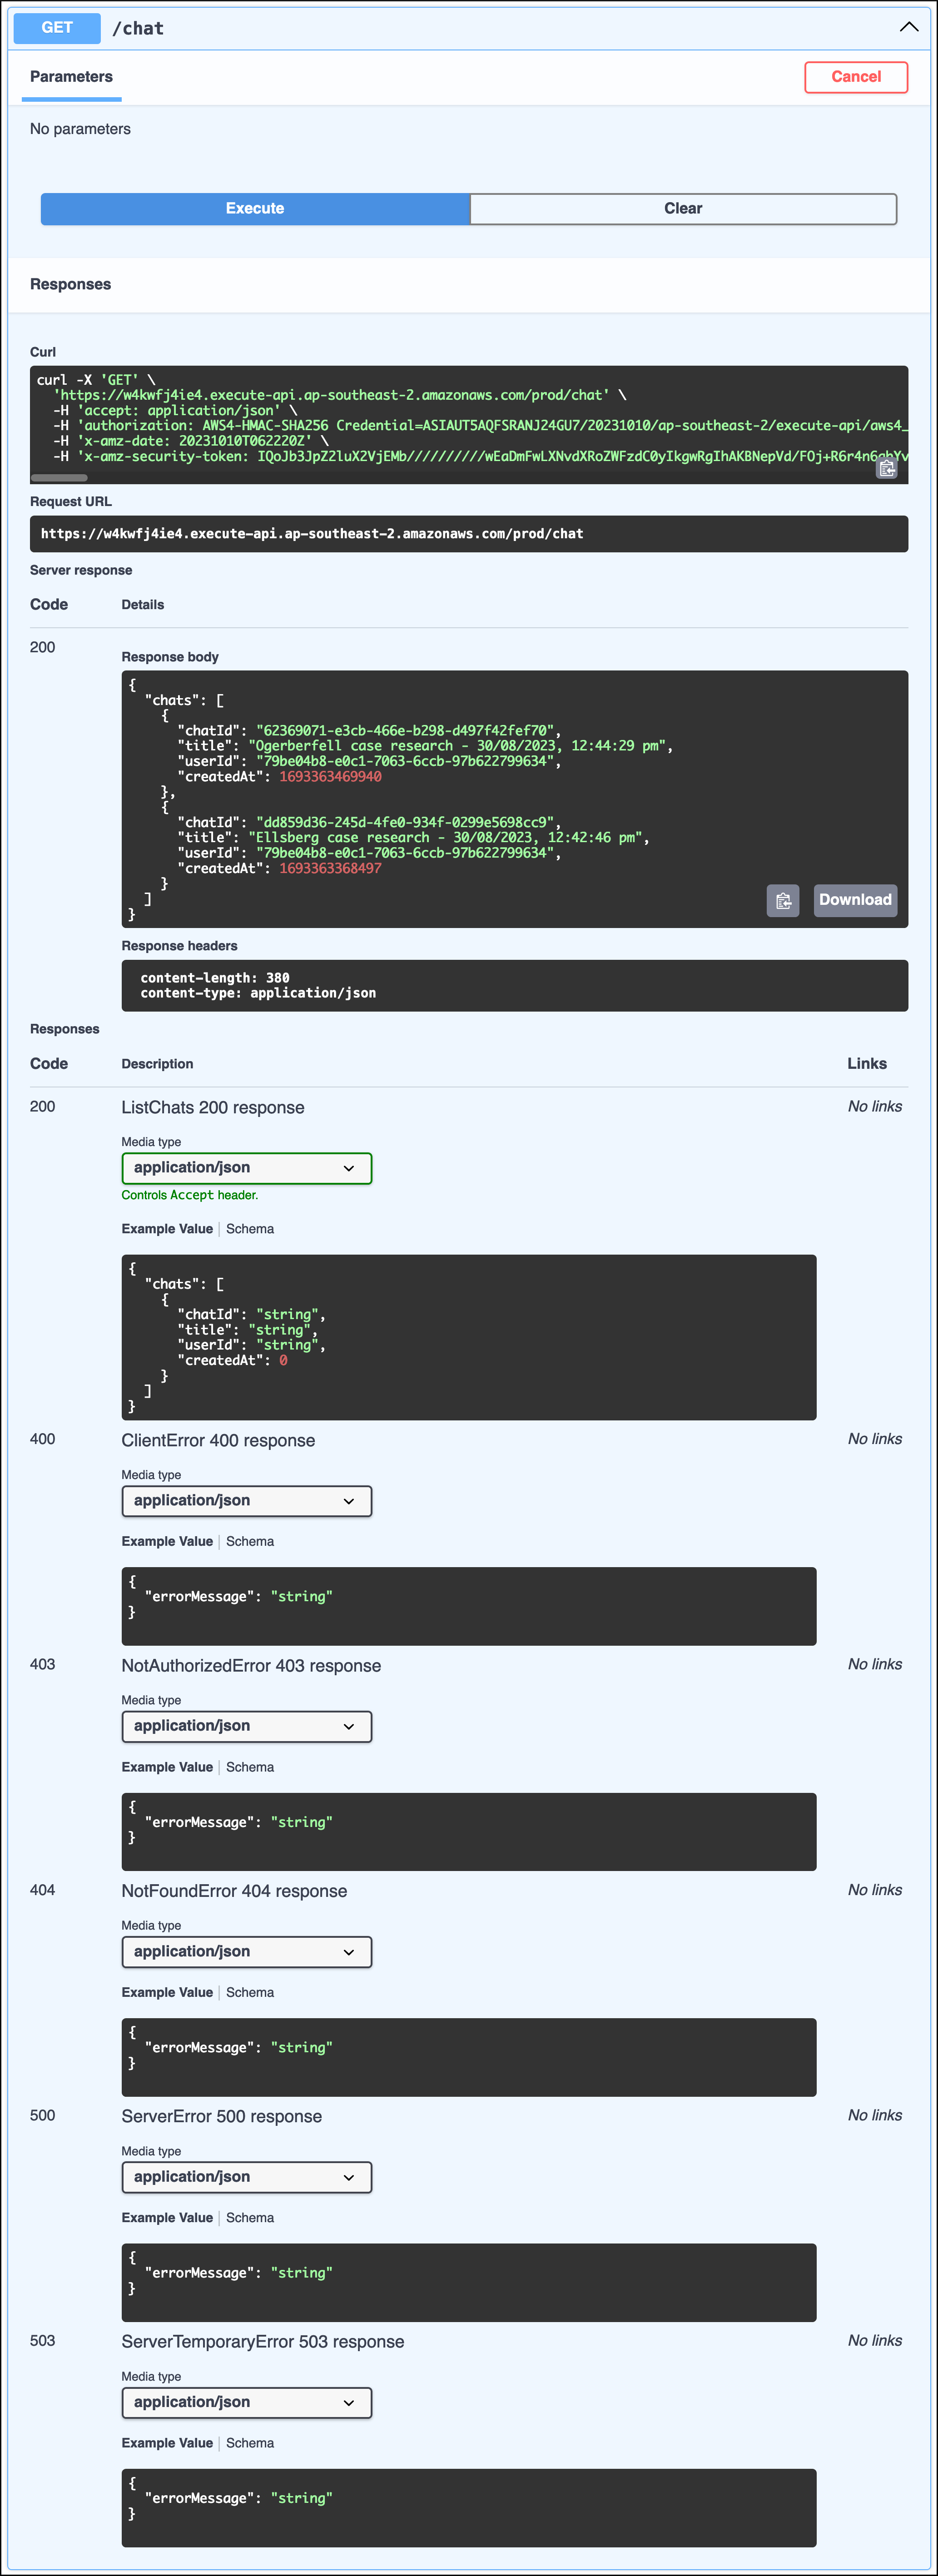 GET /chat
Parameters
Cancel
No parameters
Execute
Clear
Responses
Curl
curl -X 'GET' \
  'https://w4kwfj4ie4.execute-api.ap-southeast-2.amazonaws.com/prod/chat' \
  -H 'accept: application/json' \
  -H 'authorization: AWS4-HMAC-SHA256 Credential=ASIAUT5AQFSRANJ24GU7/20231010/ap-southeast-2/execute-api/aws4_
  -H 'x-amz-date: 20231010T062220Z' \
  -H 'x-amz-security-token:
Request URL
https://w4kwfj4ie4.execute-api.ap-southeast-2.amazonaws.com/prod/chat
Server response
Code Details
200
Response body
{
  "chats": [
    {
      "chatId": "62369071-e3cb-466e-b298-d497f42fef70",
      "title": "Ogerberfell case research - 30/08/2023, 12:44:29 pm",
      "userId": "79be04b8-e0c1-7063-6ccb-97b622799634",
      "createdAt": 1693363469940
    },
    {
      "chatId": "dd859d36-245d-4fe0-934f-0299e5698cc9",
      "title": "Ellsberg case research - 30/08/2023, 12:42:46 pm",
      "userId": "79be04b8-e0c1-7063-6ccb-97b622799634",
      "createdAt": 1693363368497
    }
  ]
}
Download
Response headers
content-length: 380
content-type: application/json
Responses
Code Description Links
200 ListChats 200 response No links
Media type
application/json
Controls Accept header.
Example Value Schema
{
  "chats": [
    {
      "chatId": "string",
      "title": "string",
      "userId": "string",
      "createdAt": 0
    }
  ]
}
400 ClientError 400 response No links
Media type
application/json
Example Value Schema
{
  "errorMessage": "string"
}
403 NotAuthorizedError 403 response No links
Media type
application/json
Example Value Schema
{
  "errorMessage": "string"
}
404 NotFoundError 404 response No links
Media type
application/json
Example Value Schema
{
  "errorMessage": "string"
}
500 ServerError 500 response No links
Media type
application/json
Example Value Schema
{
  "errorMessage": "string"
}
503 ServerTemporaryError 503 response No links
Media type
application/json
Example Value Schema
{
  "errorMessage": "string"
}